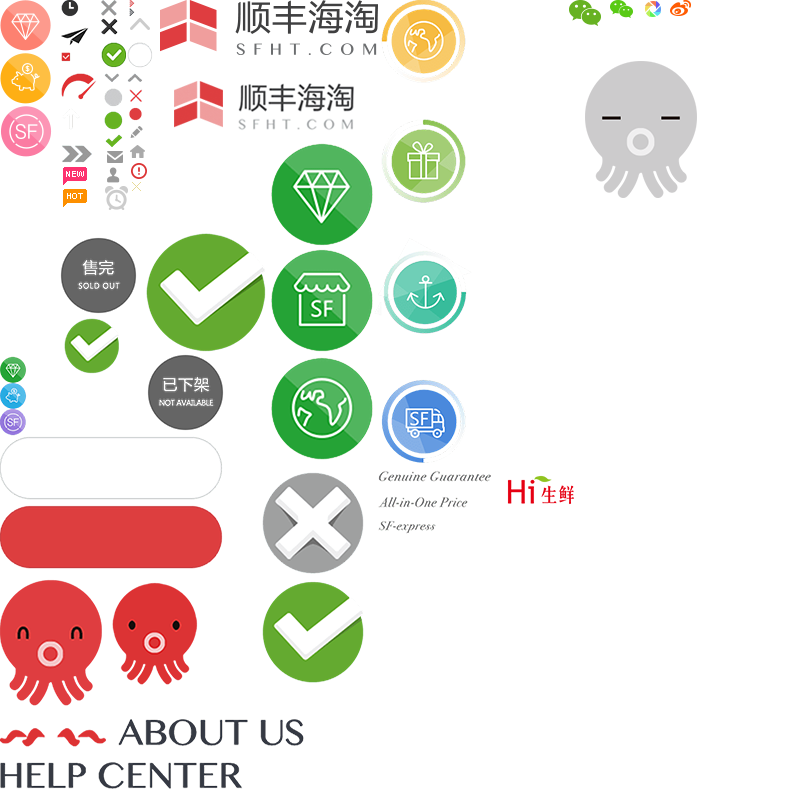 顺丰海淘
SFHT.COM
顺丰海淘
SFHT.COM
SF
NEW
HOT
售完
SOLD OUT
SF
已下架
NOT AVAILABLE
SF
SF
Genuine Guarantee
All-in-One Price
SF-express
Hi生鲜
ABOUT US
HELP CENTER